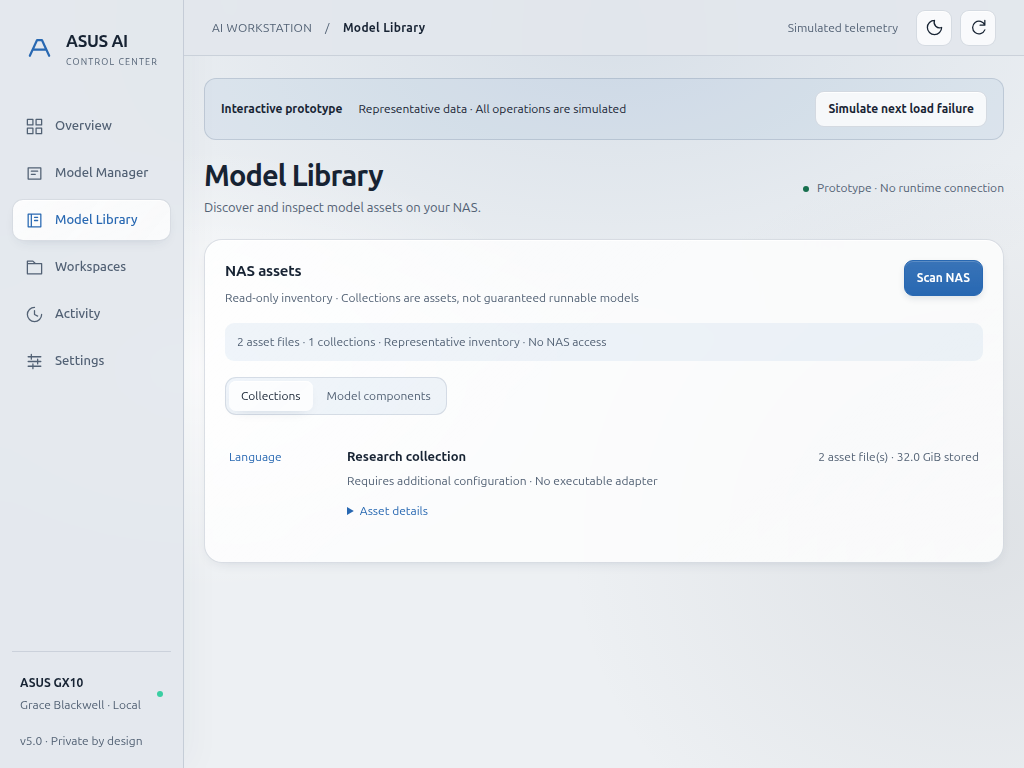 ASUS AI
CONTROL CENTER
Overview
Model Manager
Model Library
Workspaces
Activity
Settings
ASUS GX10
Grace Blackwell · Local
v5.0 · Private by design
AI WORKSTATION / Model Library
Simulated telemetry
Interactive prototype Representative data · All operations are simulated
Simulate next load failure
Model Library
Discover and inspect model assets on your NAS.
Prototype · No runtime connection
NAS assets
Read-only inventory · Collections are assets, not guaranteed runnable models
Scan NAS
2 asset files · 1 collections · Representative inventory · No NAS access
Collections Model components
Language Research collection 2 asset file(s) · 32.0 GiB stored
Requires additional configuration · No executable adapter
Asset details